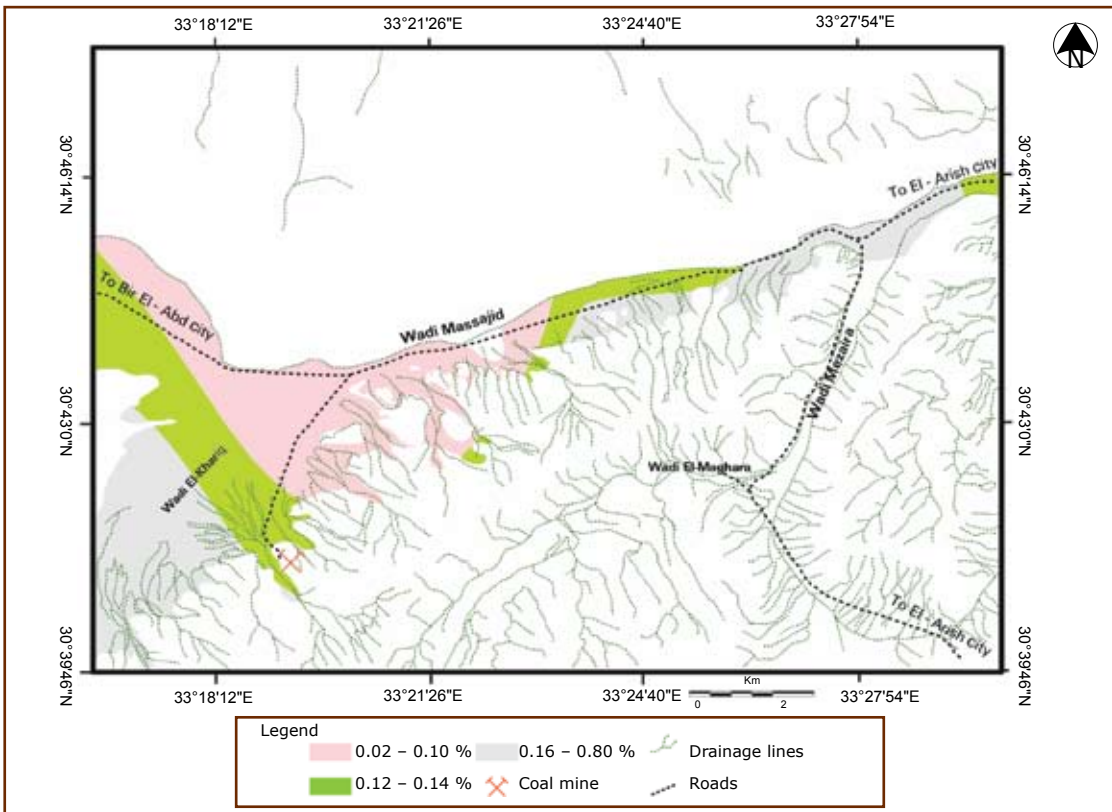 33°18'12"E 33°21'26"E 33°24'40"E 33°27'54"E
N
30°46'14"N
30°46'14"N
To El - Arish city
To Bir El - Abd city
Wadi Massajid
Wadi Mazaira
30°43'0"N
30°43'0"N
Wadi El-Khariq
Wadi El-Maghara
To El - Arish city
30°39'46"N
30°39'46"N
33°18'12"E 33°21'26"E 33°24'40"E 33°27'54"E
Km
0 2
Legend
0.02 – 0.10 % 0.16 – 0.80 % Drainage lines
0.12 – 0.14 % Coal mine Roads